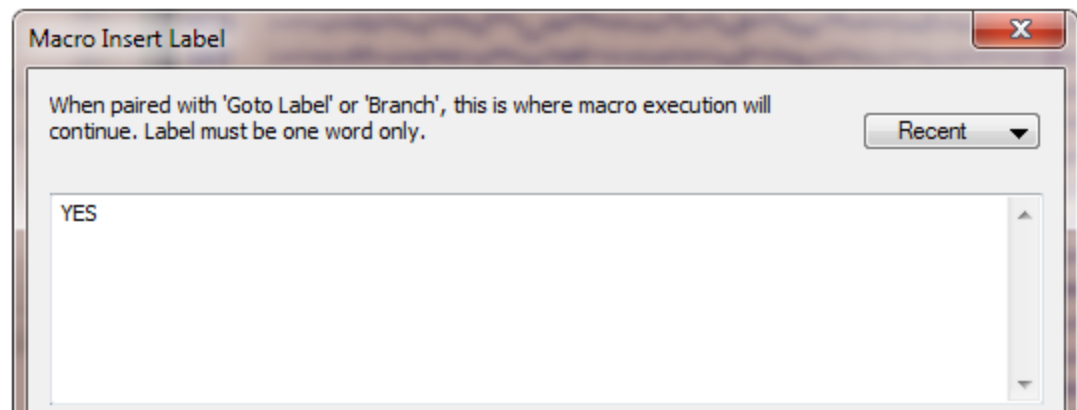 Macro Insert Label
When paired with 'Goto Label' or 'Branch', this is where macro execution will
continue. Label must be one word only.
Recent
YES